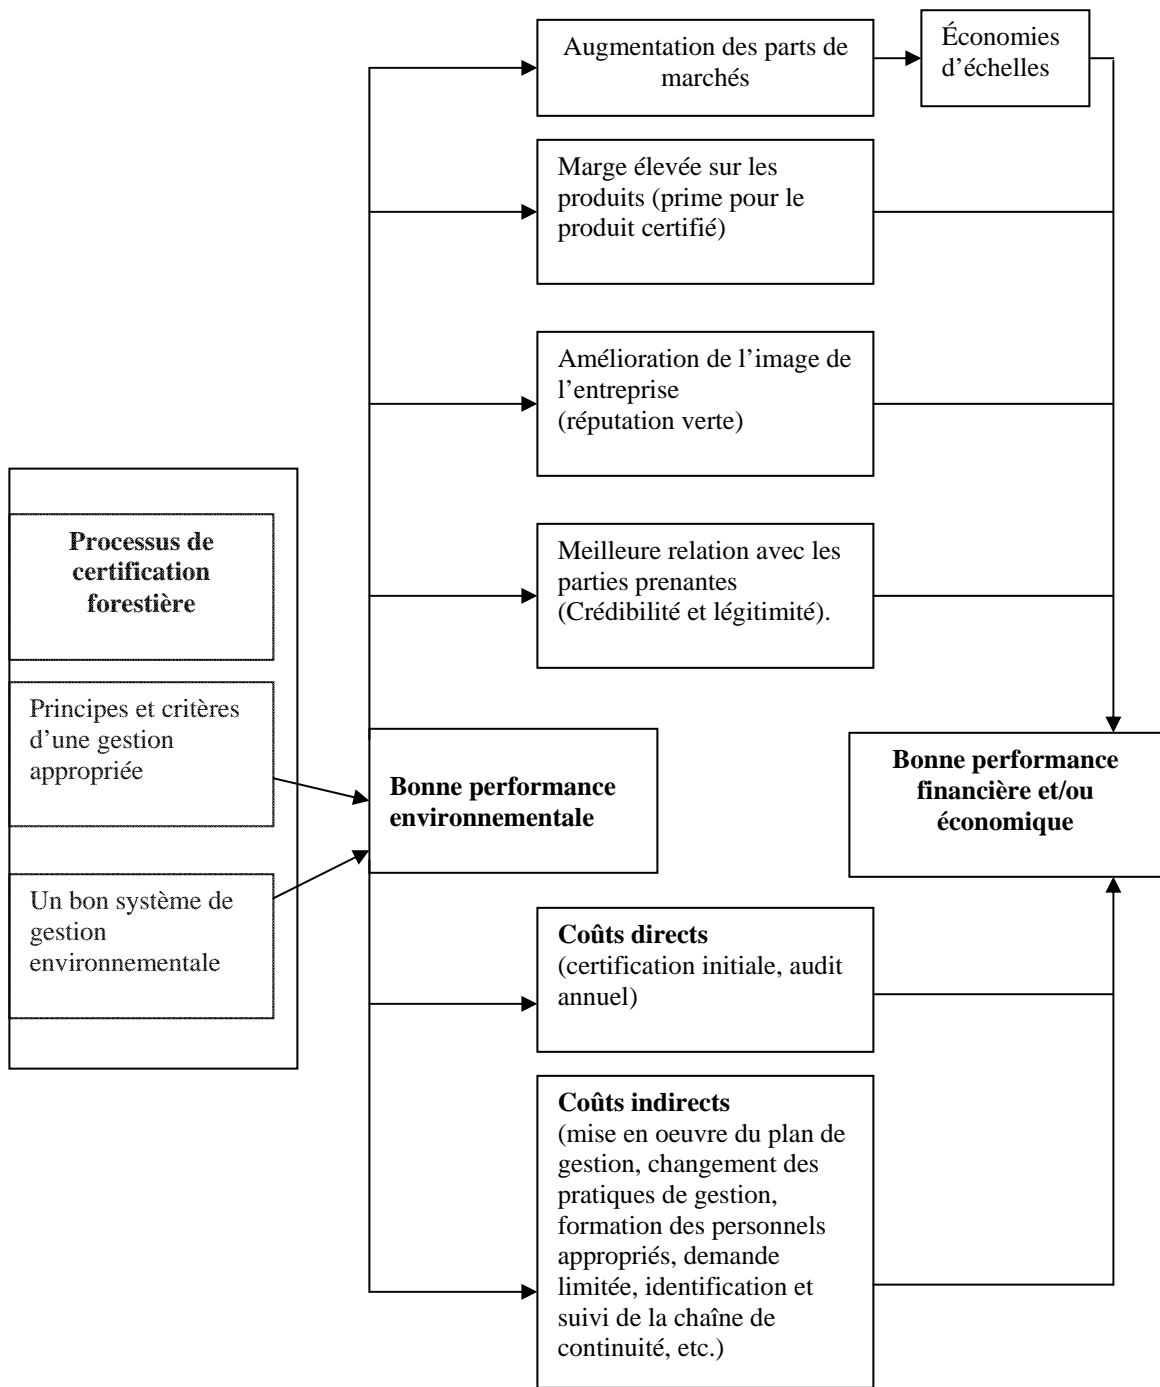 Augmentation des parts de
marchés
Économies
d’échelles
Marge élevée sur les
produits (prime pour le
produit certifié)
Amélioration de l’image de
l’entreprise
(réputation verte)
Meilleure relation avec les
parties prenantes
(Crédibilité et légitimité).
Processus de
certification
forestière
Principes et critères
d’une gestion
appropriée
Un bon système de
gestion
environnementale
Bonne performance
environnementale
Bonne performance
financière et/ou
économique
Coûts directs
(certification initiale, audit
annuel)
Coûts indirects
(mise en oeuvre du plan de
gestion, changement des
pratiques de gestion,
formation des personnels
appropriés, demande
limitée, identification et
suivi de la chaîne de
continuité, etc.)